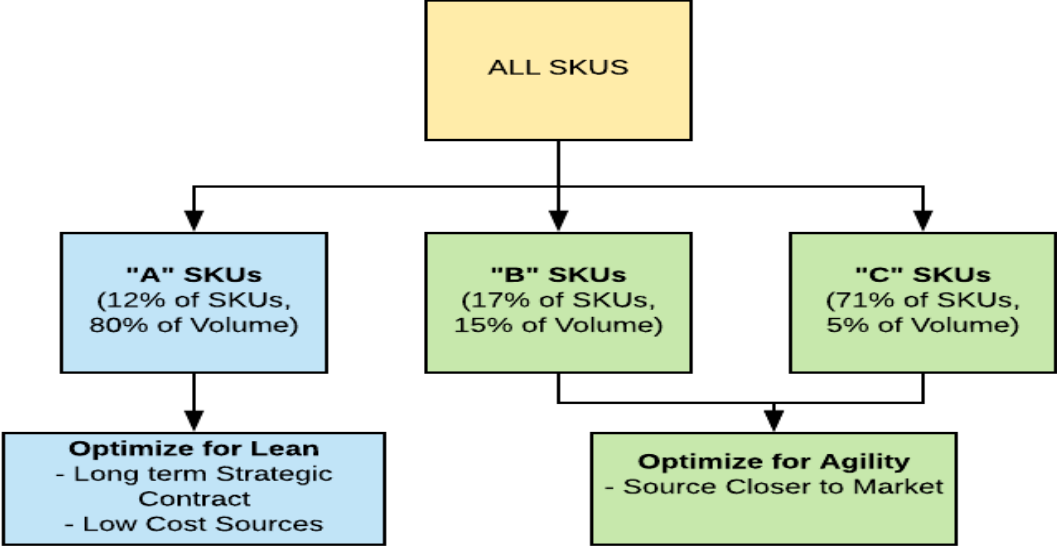 ALL SKUS
"A" SKUs
(12% of SKUs,
80% of Volume)
"B" SKUs
(17% of SKUs,
15% of Volume)
"C" SKUs
(71% of SKUs,
5% of Volume)
Optimize for Lean
- Long term Strategic
Contract
- Low Cost Sources
Optimize for Agility
- Source Closer to Market